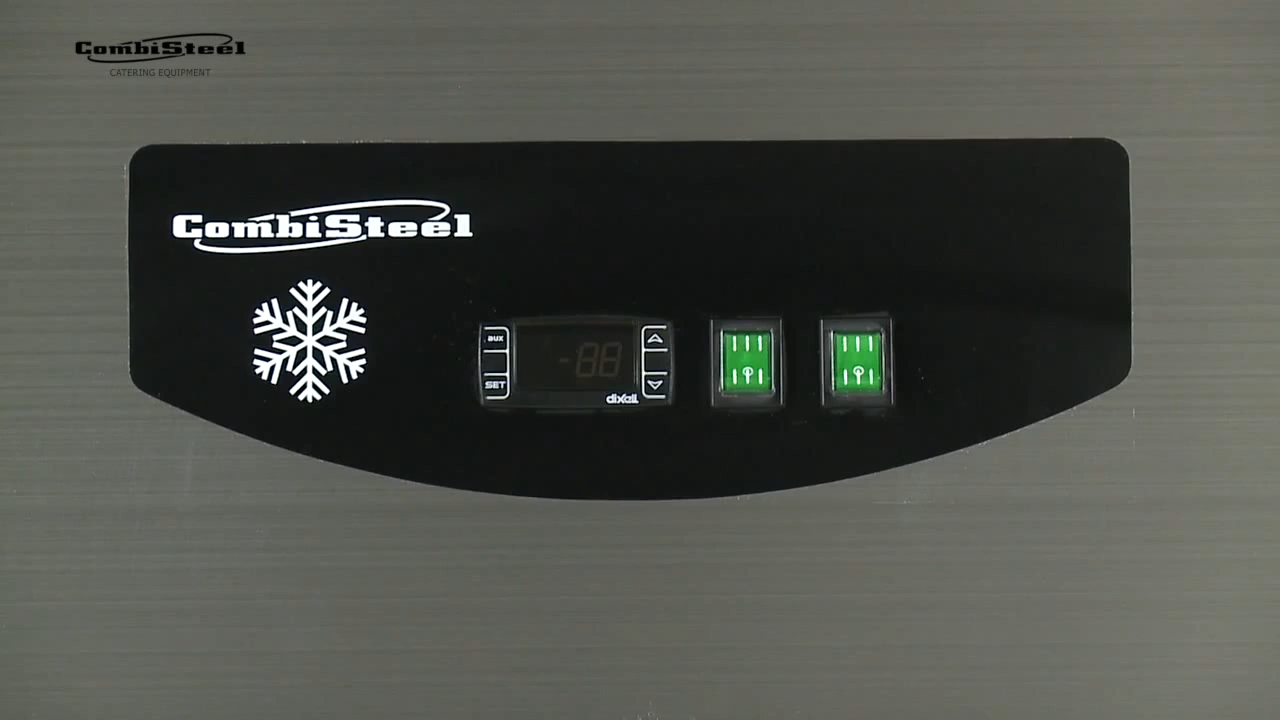 CombiSteel
CATERING EQUIPMENT
CombiSteel
AUX
-88
SET
dixell